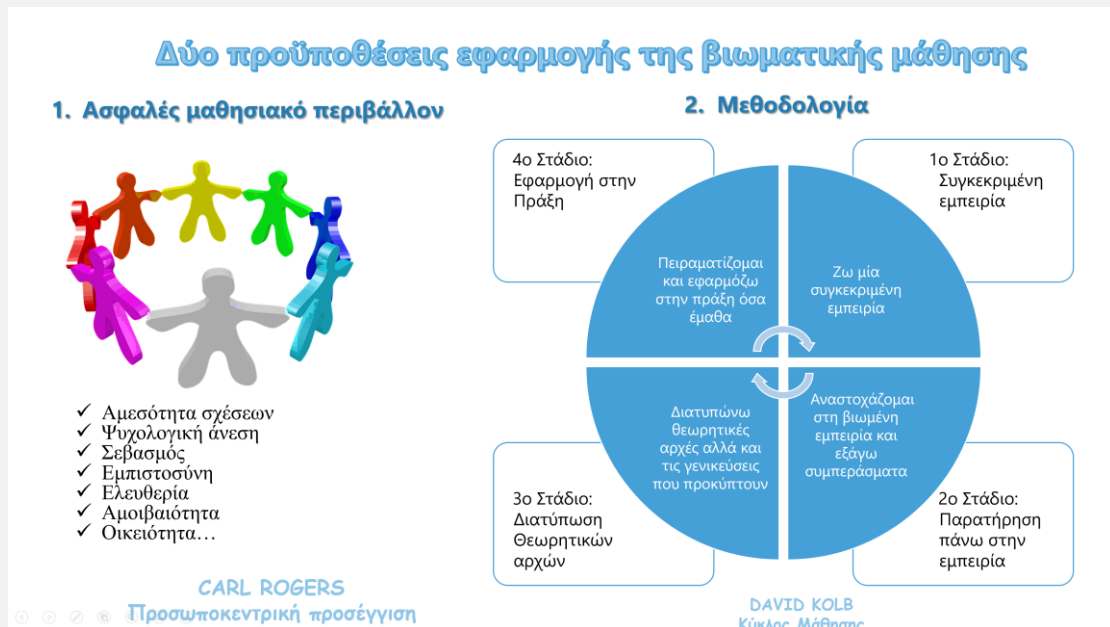 Δύο προϋποθέσεις εφαρμογής της βιωματικής μάθησης
1. Ασφαλές μαθησιακό περιβάλλον
✓ Αμεσότητα σχέσεων
✓ Ψυχολογική άνεση
✓ Σεβασμός
✓ Εμπιστοσύνη
✓ Ελευθερία
✓ Αμοιβαιότητα
✓ Οικειότητα…
CARL ROGERS
Προσωποκεντρική προσέγγιση
2. Μεθοδολογία
1ο Στάδιο:
Συγκεκριμένη
εμπειρία
Ζω μία
συγκεκριμένη
εμπειρία
2ο Στάδιο:
Παρατήρηση
πάνω στην
εμπειρία
Αναστοχάζομαι
στη βιωμένη
εμπειρία και
εξάγω
συμπεράσματα
3ο Στάδιο:
Διατύπωση
Θεωρητικών
αρχών
Διατυπώνω
θεωρητικές
αρχές αλλά και
τις γενικεύσεις
που προκύπτουν
4ο Στάδιο:
Εφαρμογή στην
Πράξη
Πειραματίζομαι
και εφαρμόζω
στην πράξη όσα
έμαθα
DAVID KOLB
Κύκλος Μάθησης